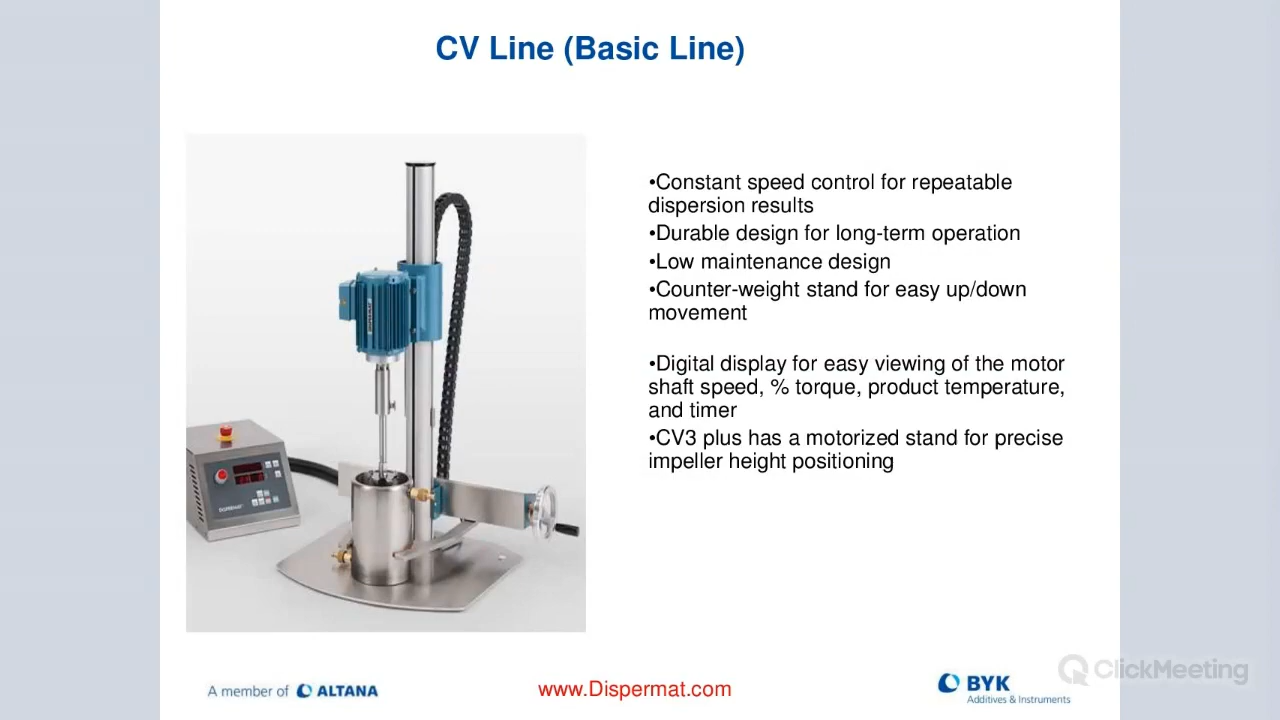 CV Line (Basic Line)
•Constant speed control for repeatable
dispersion results
•Durable design for long-term operation
•Low maintenance design
•Counter-weight stand for easy up/down
movement
•Digital display for easy viewing of the motor
shaft speed, % torque, product temperature,
and timer
•CV3 plus has a motorized stand for precise
impeller height positioning
DISPERMAT
A member of ALTANA
www.Dispermat.com
BYK
Additives & Instruments
ClickMeeting